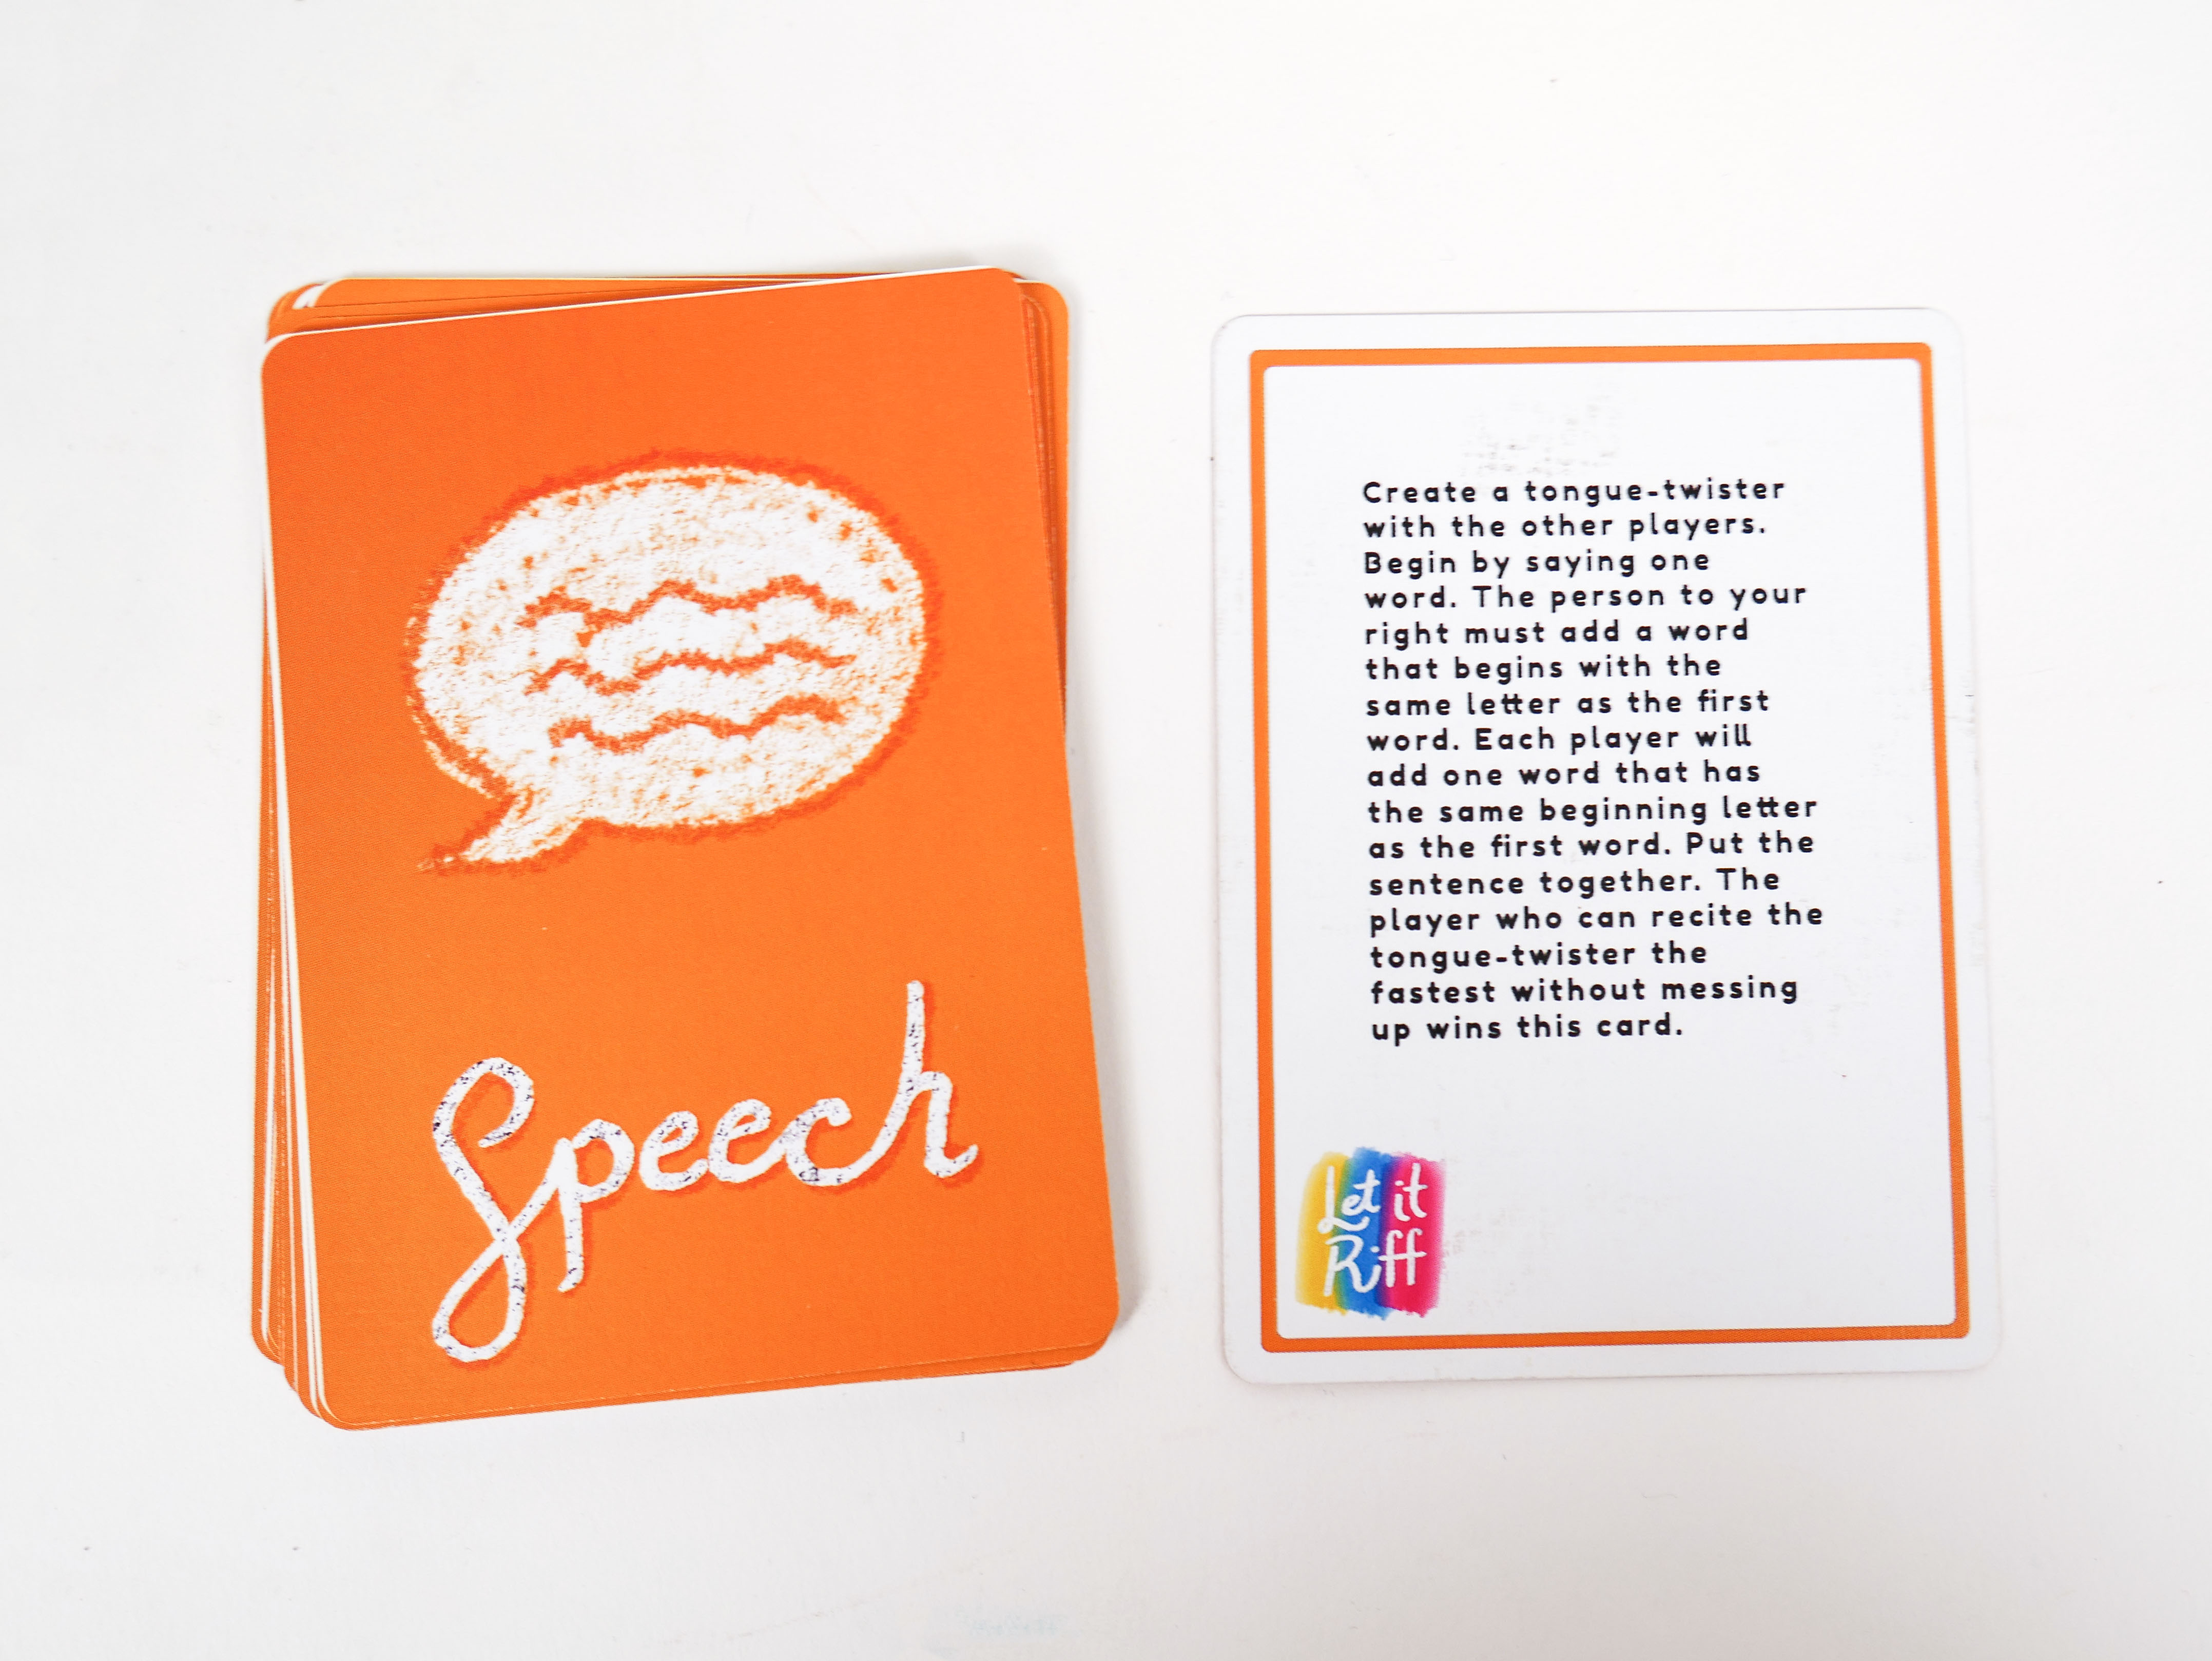 Speech
Create a tongue-twister
with the other players.
Begin by saying one
word. The person to your
right must add a word
that begins with the
same letter as the first
word. Each player will
add one word that has
the same beginning letter
as the first word. Put the
sentence together. The
player who can recite the
tongue-twister the
fastest without messing
up wins this card.
Let it
Riff